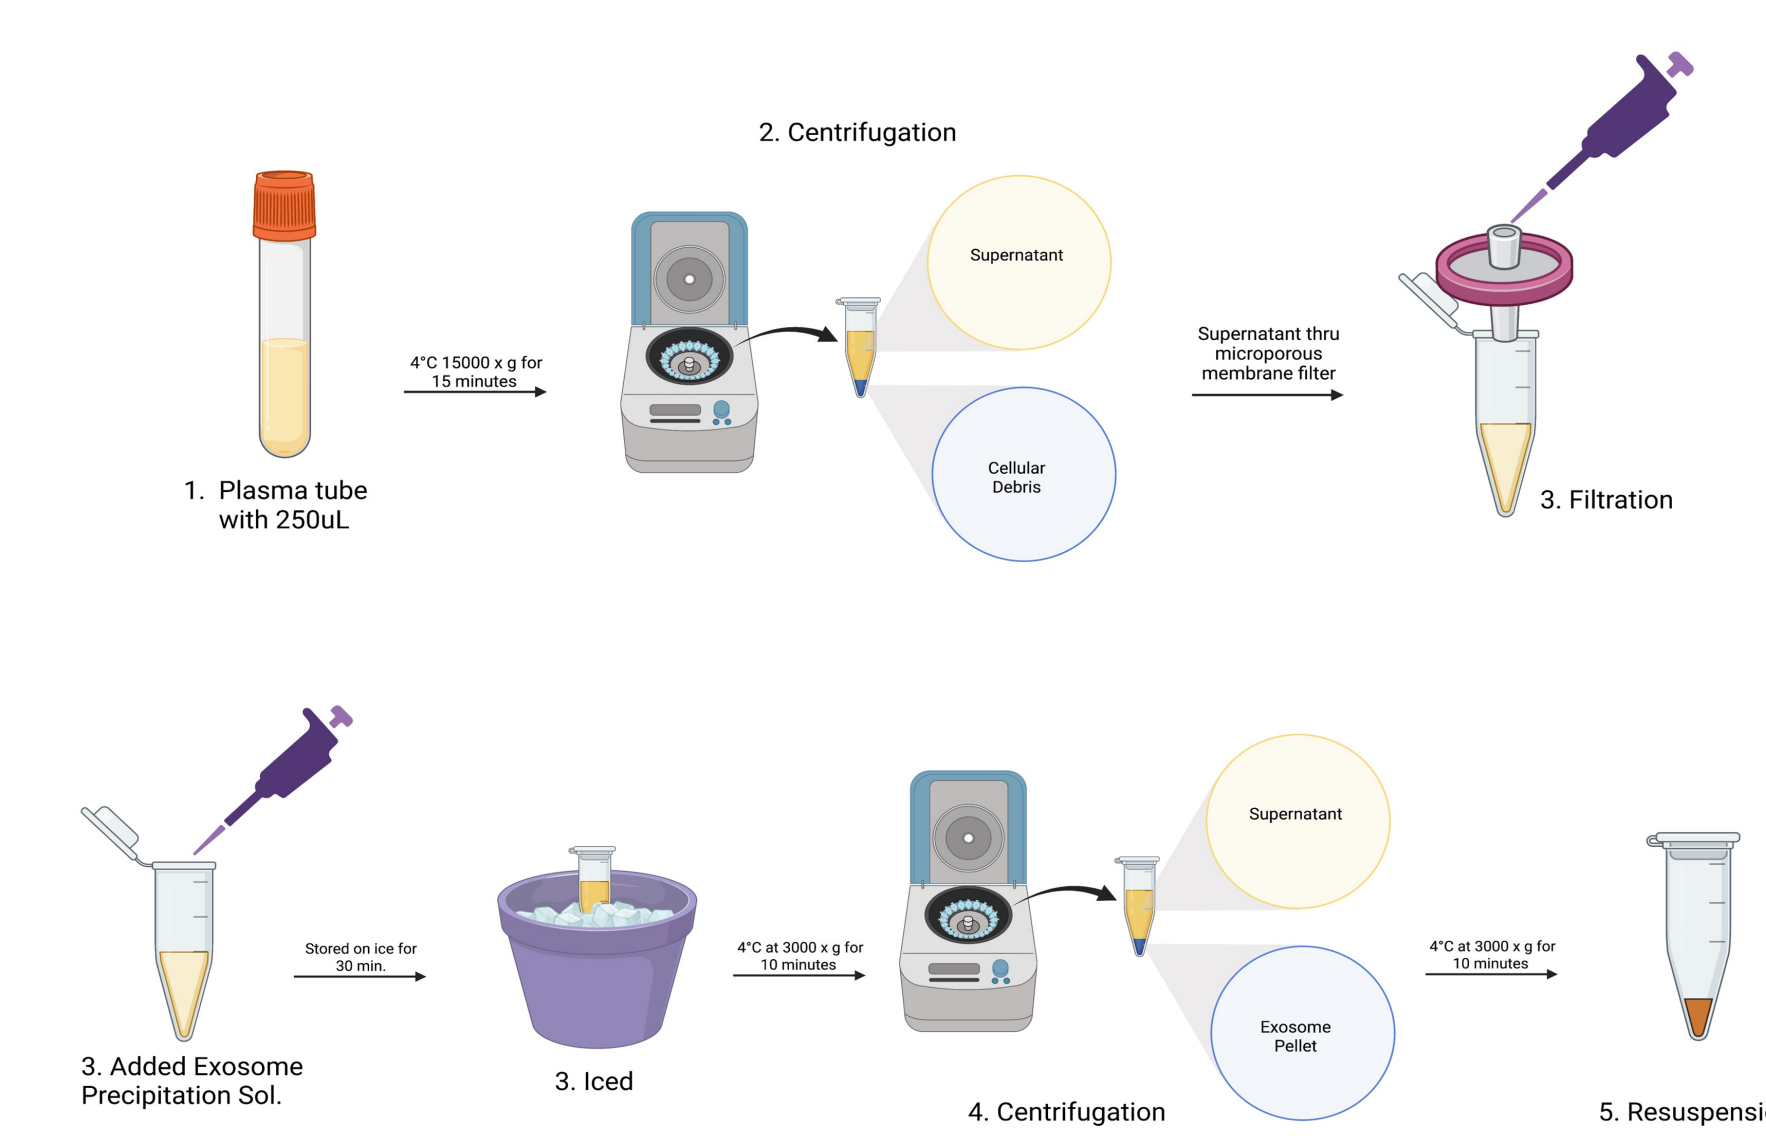 2. Centrifugation
Supernatant
4°C 15000 x g for
15 minutes
Supernatant thru
microporous
membrane filter
Cellular
Debris
1. Plasma tube
with 250uL
3. Filtration
Supernatant
Stored on ice for
30 min.
4°C at 3000 x g for
10 minutes
4°C at 3000 x g for
10 minutes
Exosome
Pellet
3. Added Exosome
Precipitation Sol.
3. Iced
4. Centrifugation
5. Resuspensi